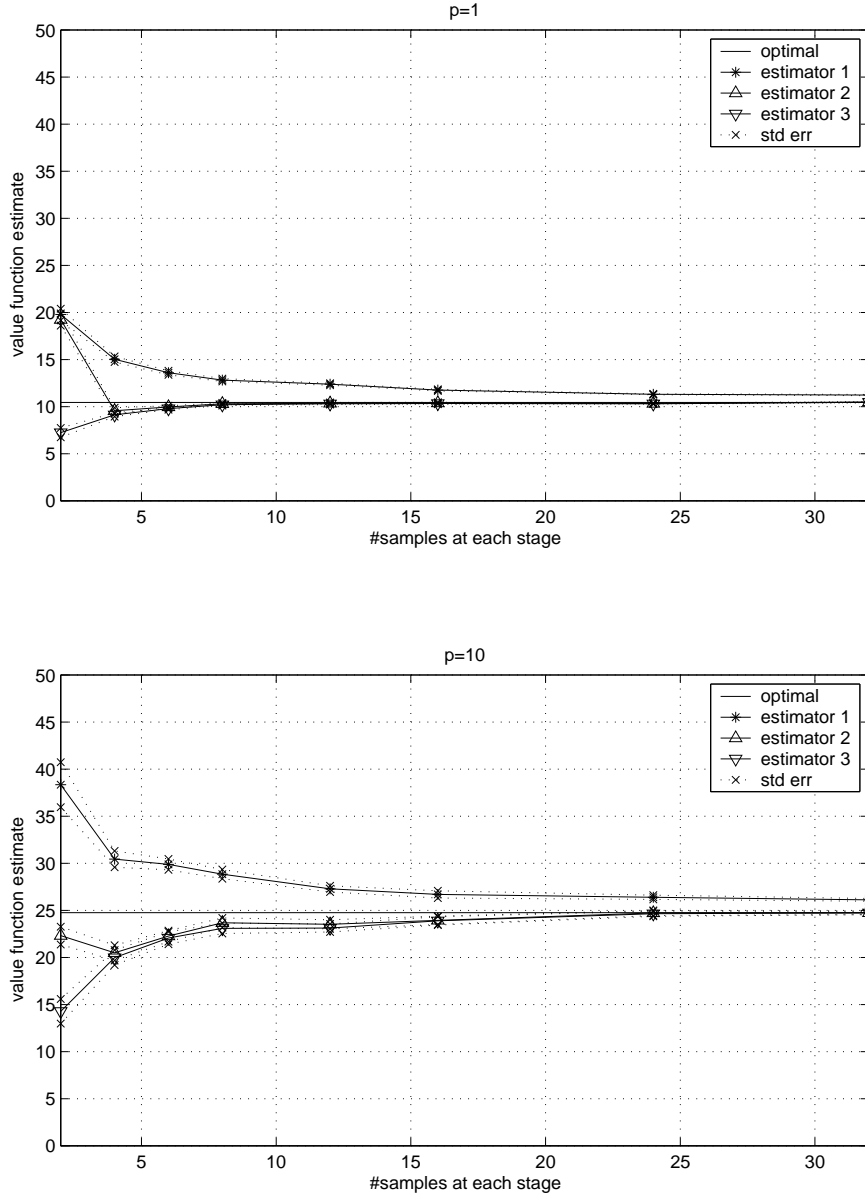 p=1
50
45
40
35
30
25
20
15
10
5
0
value function estimate
optimal
estimator 1
estimator 2
estimator 3
std err
5
10
15
20
25
30
#samples at each stage
p=10
50
45
40
35
30
25
20
15
10
5
0
value function estimate
optimal
estimator 1
estimator 2
estimator 3
std err
5
10
15
20
25
30
#samples at each stage